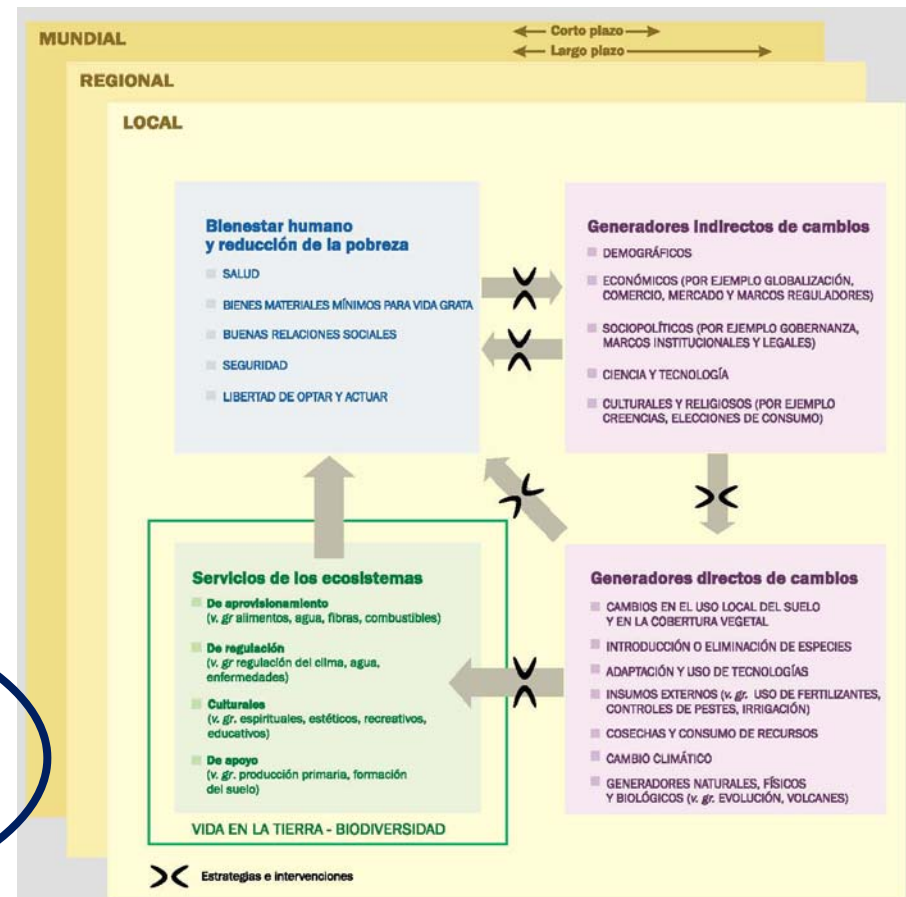 MUNDIAL
Corto plazo
Largo plazo
REGIONAL
LOCAL
Bienestar humano
y reducción de la pobreza
SALUD
BIENES MATERIALES MÍNIMOS PARA VIDA GRATA
BUENAS RELACIONES SOCIALES
SEGURIDAD
LIBERTAD DE OPTAR Y ACTUAR
Generadores indirectos de cambios
DEMOGRÁFICOS
ECONÓMICOS (POR EJEMPLO GLOBALIZACIÓN,
COMERCIO, MERCADO Y MARCOS REGULADORES)
SOCIOPOLÍTICOS (POR EJEMPLO GOBERNANZA,
MARCOS INSTITUCIONALES Y LEGALES)
CIENCIA Y TECNOLOGÍA
CULTURALES Y RELIGIOSOS (POR EJEMPLO
CREENCIAS, ELECCIONES DE CONSUMO)
Servicios de los ecosistemas
De aprovisionamiento
(v. gr alimentos, agua, fibras, combustibles)
De regulación
(v. gr regulación del clima, agua,
enfermedades)
Culturales
(v. gr. espirituales, estéticos, recreativos,
educativos)
De apoyo
(v. gr. producción primaria, formación
del suelo)
VIDA EN LA TIERRA - BIODIVERSIDAD
Generadores directos de cambios
CAMBIOS EN EL USO LOCAL DEL SUELO
Y EN LA COBERTURA VEGETAL
INTRODUCCIÓN O ELIMINACIÓN DE ESPECIES
ADAPTACIÓN Y USO DE TECNOLOGÍAS
INSUMOS EXTERNOS (v. gr. USO DE FERTILIZANTES,
CONTROLES DE PESTES, IRRIGACIÓN)
COSECHAS Y CONSUMO DE RECURSOS
CAMBIO CLIMÁTICO
GENERADORES NATURALES, FÍSICOS
Y BIOLÓGICOS (v. gr. EVOLUCIÓN, VOLCANES)
Estrategias e intervenciones